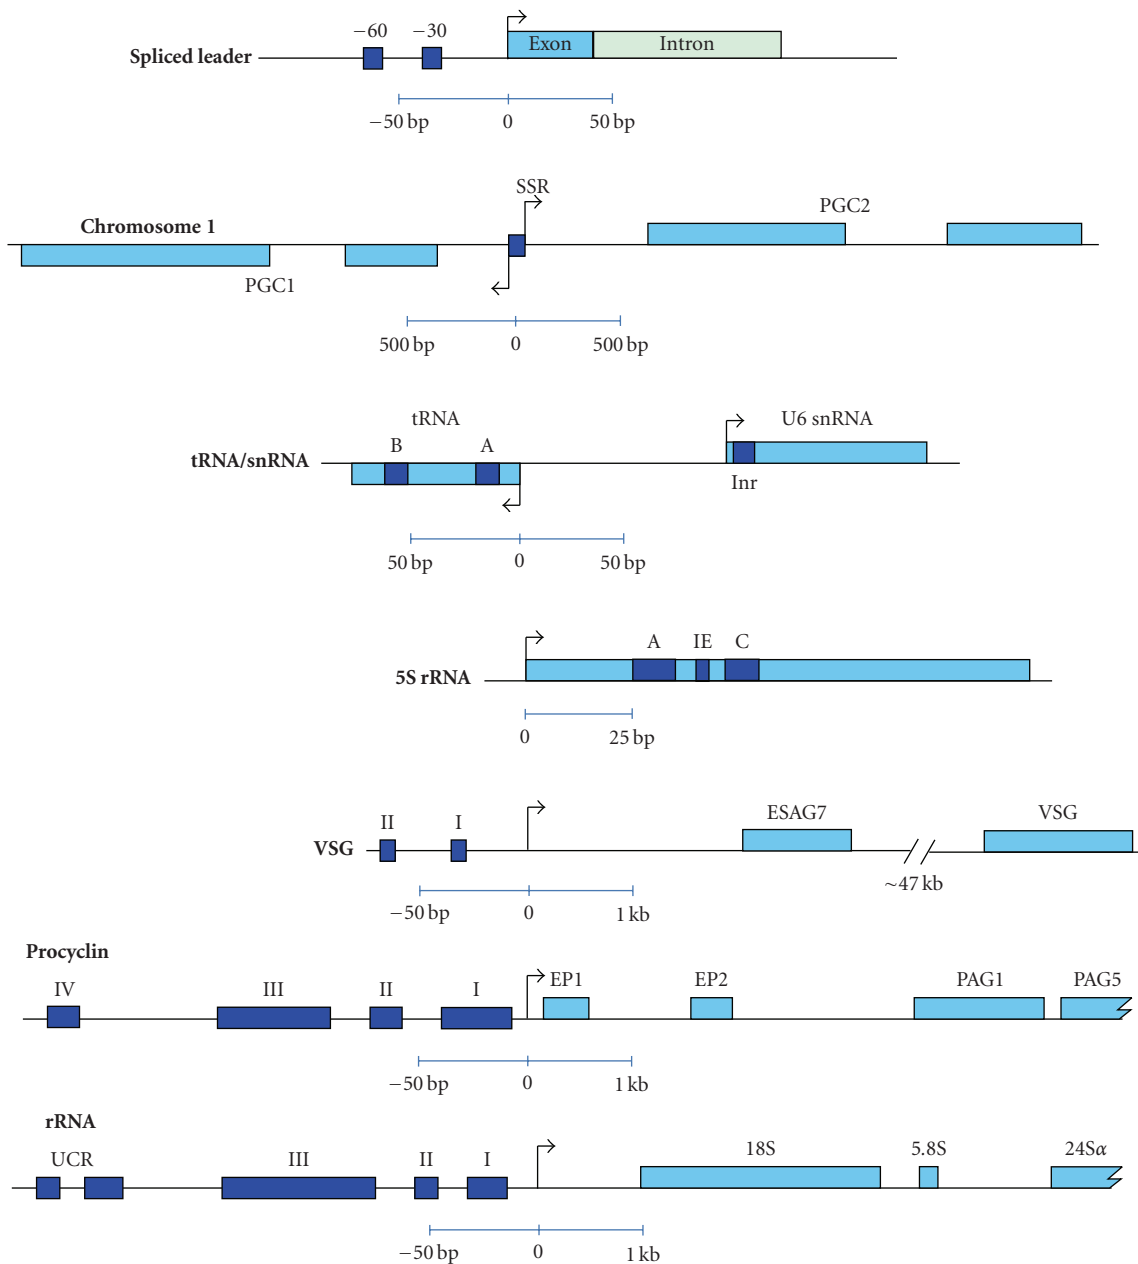 −60 −30
Exon Intron
Spliced leader
−50 bp 0 50 bp
SSR
Chromosome 1 PGC2
PGC1
500 bp 0 500 bp
tRNA U6 snRNA
B A
tRNA/snRNA
Inr
50 bp 0 50 bp
A IE C
5S rRNA
0 25 bp
II I ESAG7 VSG
VSG
~47 kb
−50 bp 0 1 kb
Procyclin
IV III II I EP1 EP2 PAG1 PAG5
−50 bp 0 1 kb
rRNA
UCR III II I 18S 5.8S 24Sα
−50 bp 0 1 kb